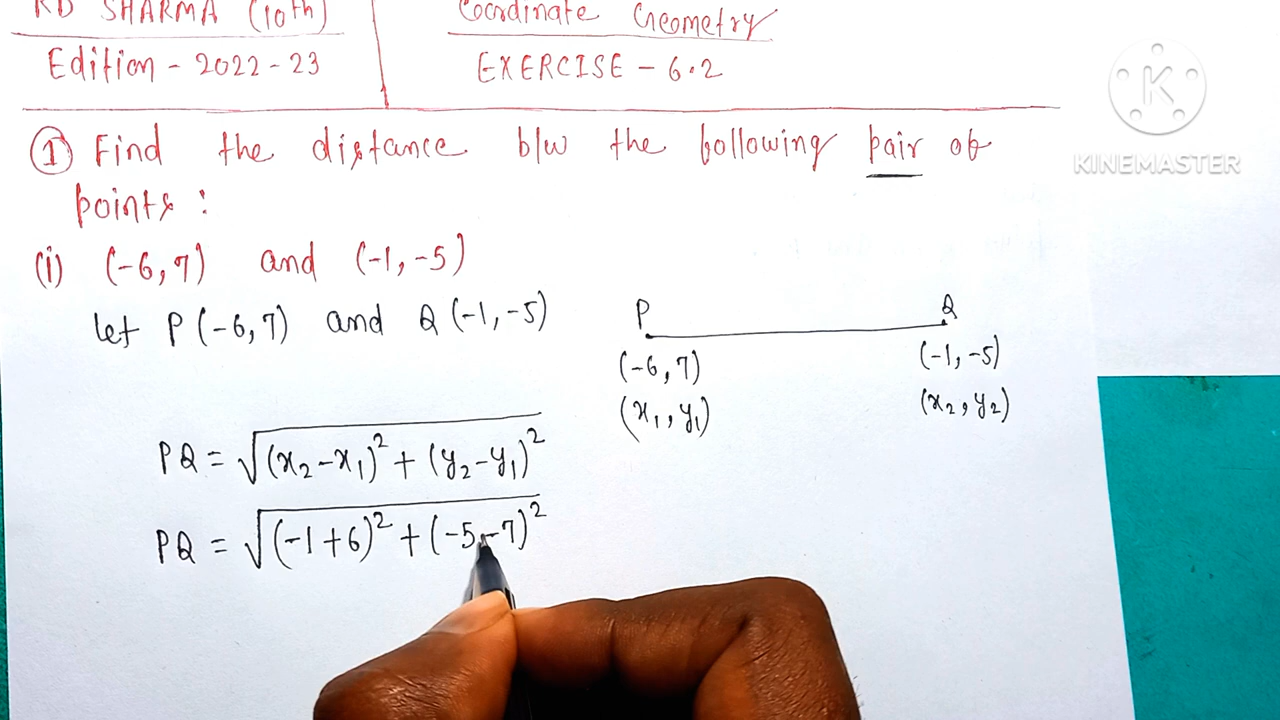 RD SHARMA (10th)
Edition - 2022-23
Coordinate Geometry
EXERCISE - 6.2
K
KINEMASTER
① Find the distance b/w the following pair of
points :
(i) (-6, 7) and (-1, -5)
let P(-6, 7) and Q(-1, -5)
P Q
(-6, 7) (-1, -5)
(x₁, y₁) (x₂, y₂)
PQ = √(x₂ - x₁)² + (y₂ - y₁)²
PQ = √(-1 + 6)² + (-5 - 7)²